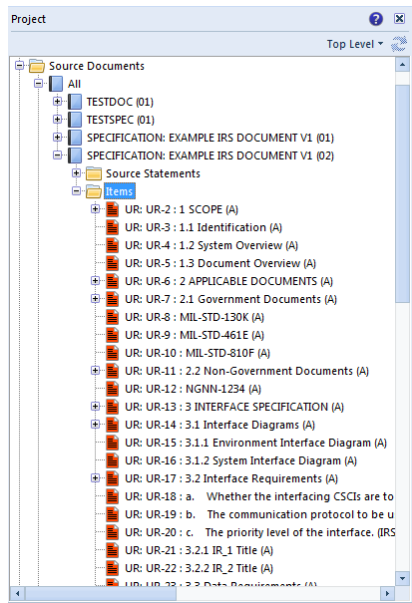 Project
Top Level
Source Documents
All
TESTDOC (01)
TESTSPEC (01)
SPECIFICATION: EXAMPLE IRS DOCUMENT V1 (01)
SPECIFICATION: EXAMPLE IRS DOCUMENT V1 (02)
Source Statements
Items
UR: UR-2 : 1 SCOPE (A)
UR: UR-3 : 1.1 Identification (A)
UR: UR-4 : 1.2 System Overview (A)
UR: UR-5 : 1.3 Document Overview (A)
UR: UR-6 : 2 APPLICABLE DOCUMENTS (A)
UR: UR-7 : 2.1 Government Documents (A)
UR: UR-8 : MIL-STD-130K (A)
UR: UR-9 : MIL-STD-461E (A)
UR: UR-10 : MIL-STD-810F (A)
UR: UR-11 : 2.2 Non-Government Documents (A)
UR: UR-12 : NGNN-1234 (A)
UR: UR-13 : 3 INTERFACE SPECIFICATION (A)
UR: UR-14 : 3.1 Interface Diagrams (A)
UR: UR-15 : 3.1.1 Environment Interface Diagram (A)
UR: UR-16 : 3.1.2 System Interface Diagram (A)
UR: UR-17 : 3.2 Interface Requirements (A)
UR: UR-18 : a. Whether the interfacing CSCIs are to
UR: UR-19 : b. The communication protocol to be u
UR: UR-20 : c. The priority level of the interface. (IRS
UR: UR-21 : 3.2.1 IR_1 Title (A)
UR: UR-22 : 3.2.2 IR_2 Title (A)
UR: UR-23 : 3.3 Data Requirements (A)